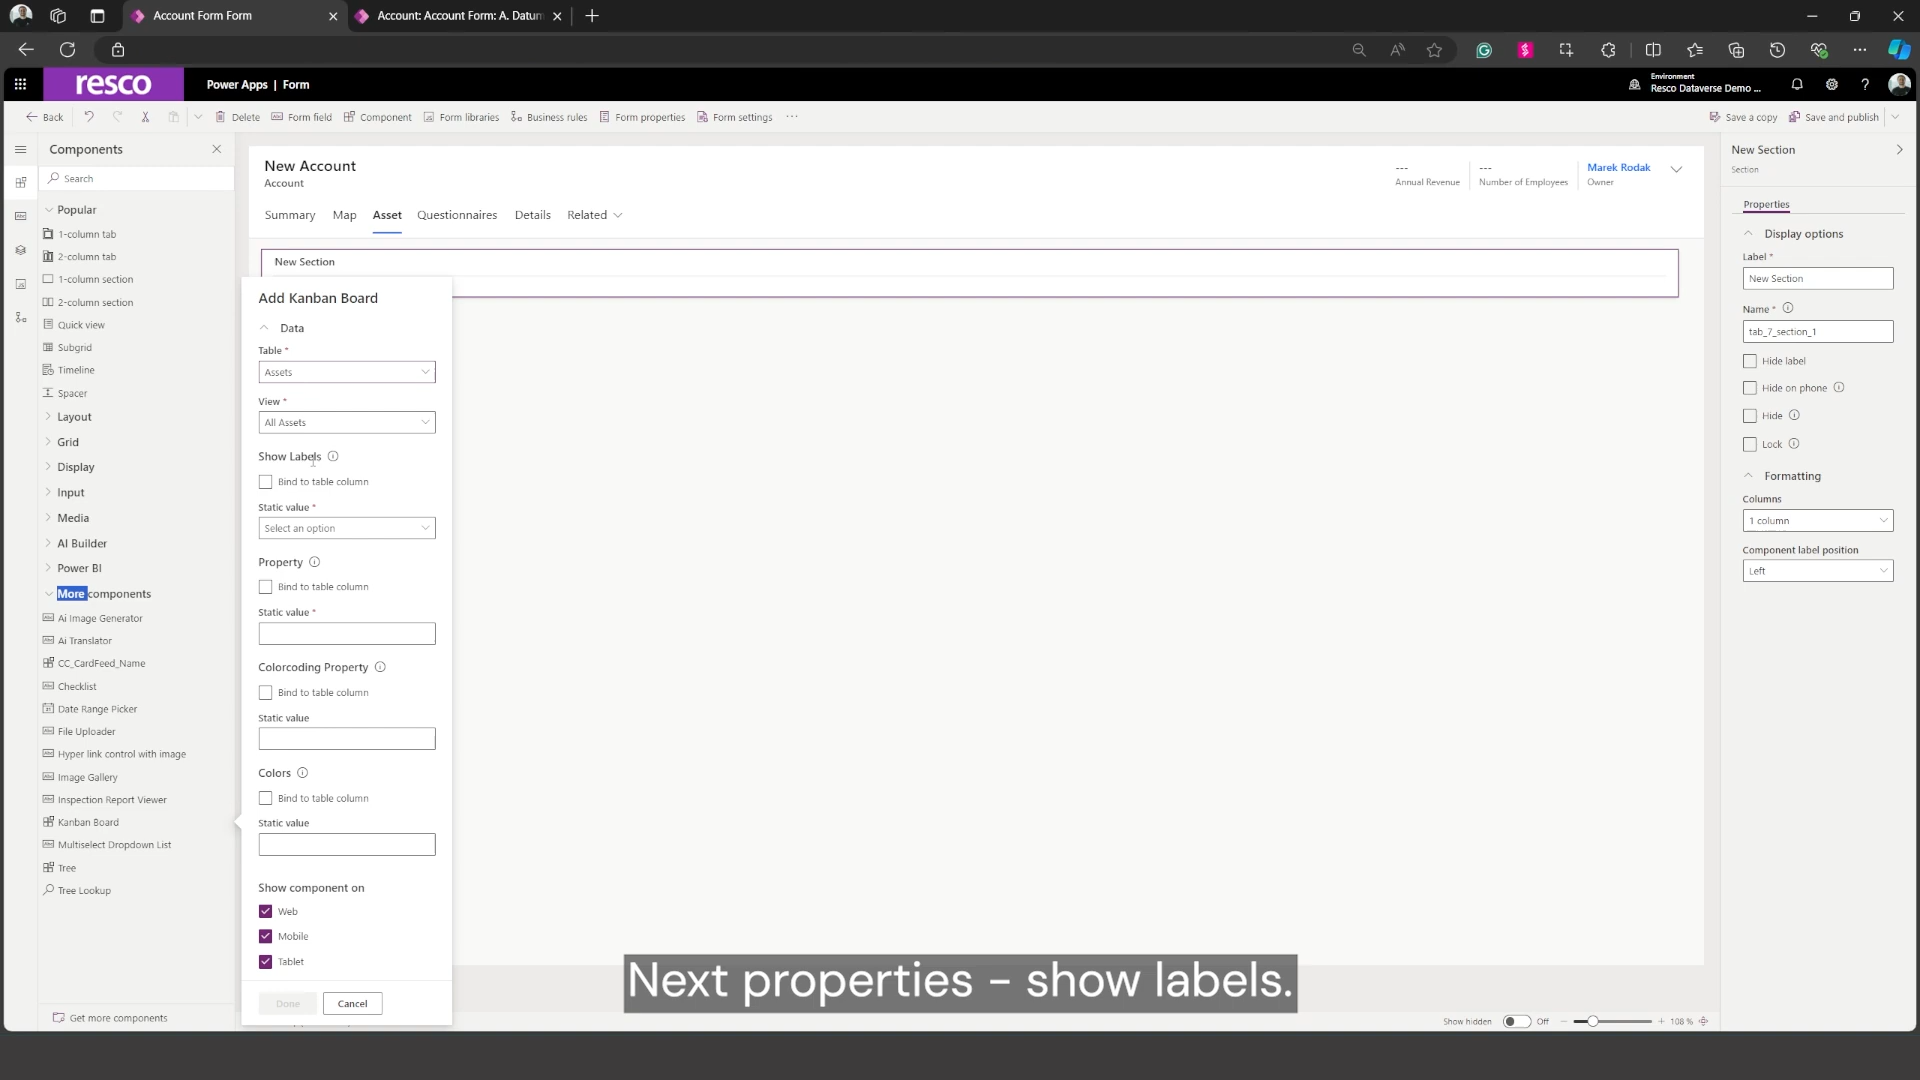 Account Form Form
Account: Account Form: A. Datum
resco
Power Apps | Form
Environment
Resco Dataverse Demo ...
Back
Delete
Form field
Component
Form libraries
Business rules
Form properties
Form settings
Save a copy
Save and publish
Components
Search
Popular
1-column tab
2-column tab
1-column section
2-column section
Quick view
Subgrid
Timeline
Spacer
Layout
Grid
Display
Input
Media
AI Builder
Power BI
More components
Ai Image Generator
Ai Translator
CC_CardFeed_Name
Checklist
Date Range Picker
File Uploader
Hyper link control with image
Image Gallery
Inspection Report Viewer
Kanban Board
Multiselect Dropdown List
Tree
Tree Lookup
Get more components
New Account
Account
---
Annual Revenue
---
Number of Employees
Marek Rodak
Owner
Summary
Map
Asset
Questionnaires
Details
Related
New Section
Add Kanban Board
Data
Table *
Assets
View *
All Assets
Show Labels
Bind to table column
Static value *
Select an option
Property
Bind to table column
Static value *
Colorcoding Property
Bind to table column
Static value
Colors
Bind to table column
Static value
Show component on
Web
Mobile
Tablet
Done
Cancel
New Section
Section
Properties
Display options
Label *
New Section
Name *
tab_7_section_1
Hide label
Hide on phone
Hide
Lock
Formatting
Columns
1 column
Component label position
Left
Next properties – show labels.
Show hidden
Off
108 %